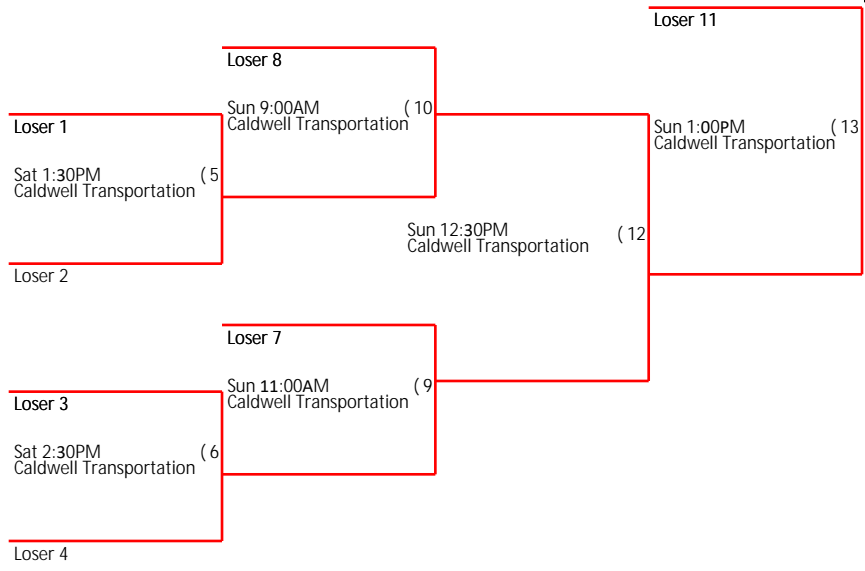 Loser 11
Loser 8
Sun 9:00AM ( 10
Caldwell Transportation
Loser 1
Sun 1:00PM ( 13
Caldwell Transportation
Sat 1:30PM ( 5
Caldwell Transportation
Sun 12:30PM ( 12
Caldwell Transportation
Loser 2
Loser 7
Sun 11:00AM ( 9
Caldwell Transportation
Loser 3
Sat 2:30PM ( 6
Caldwell Transportation
Loser 4